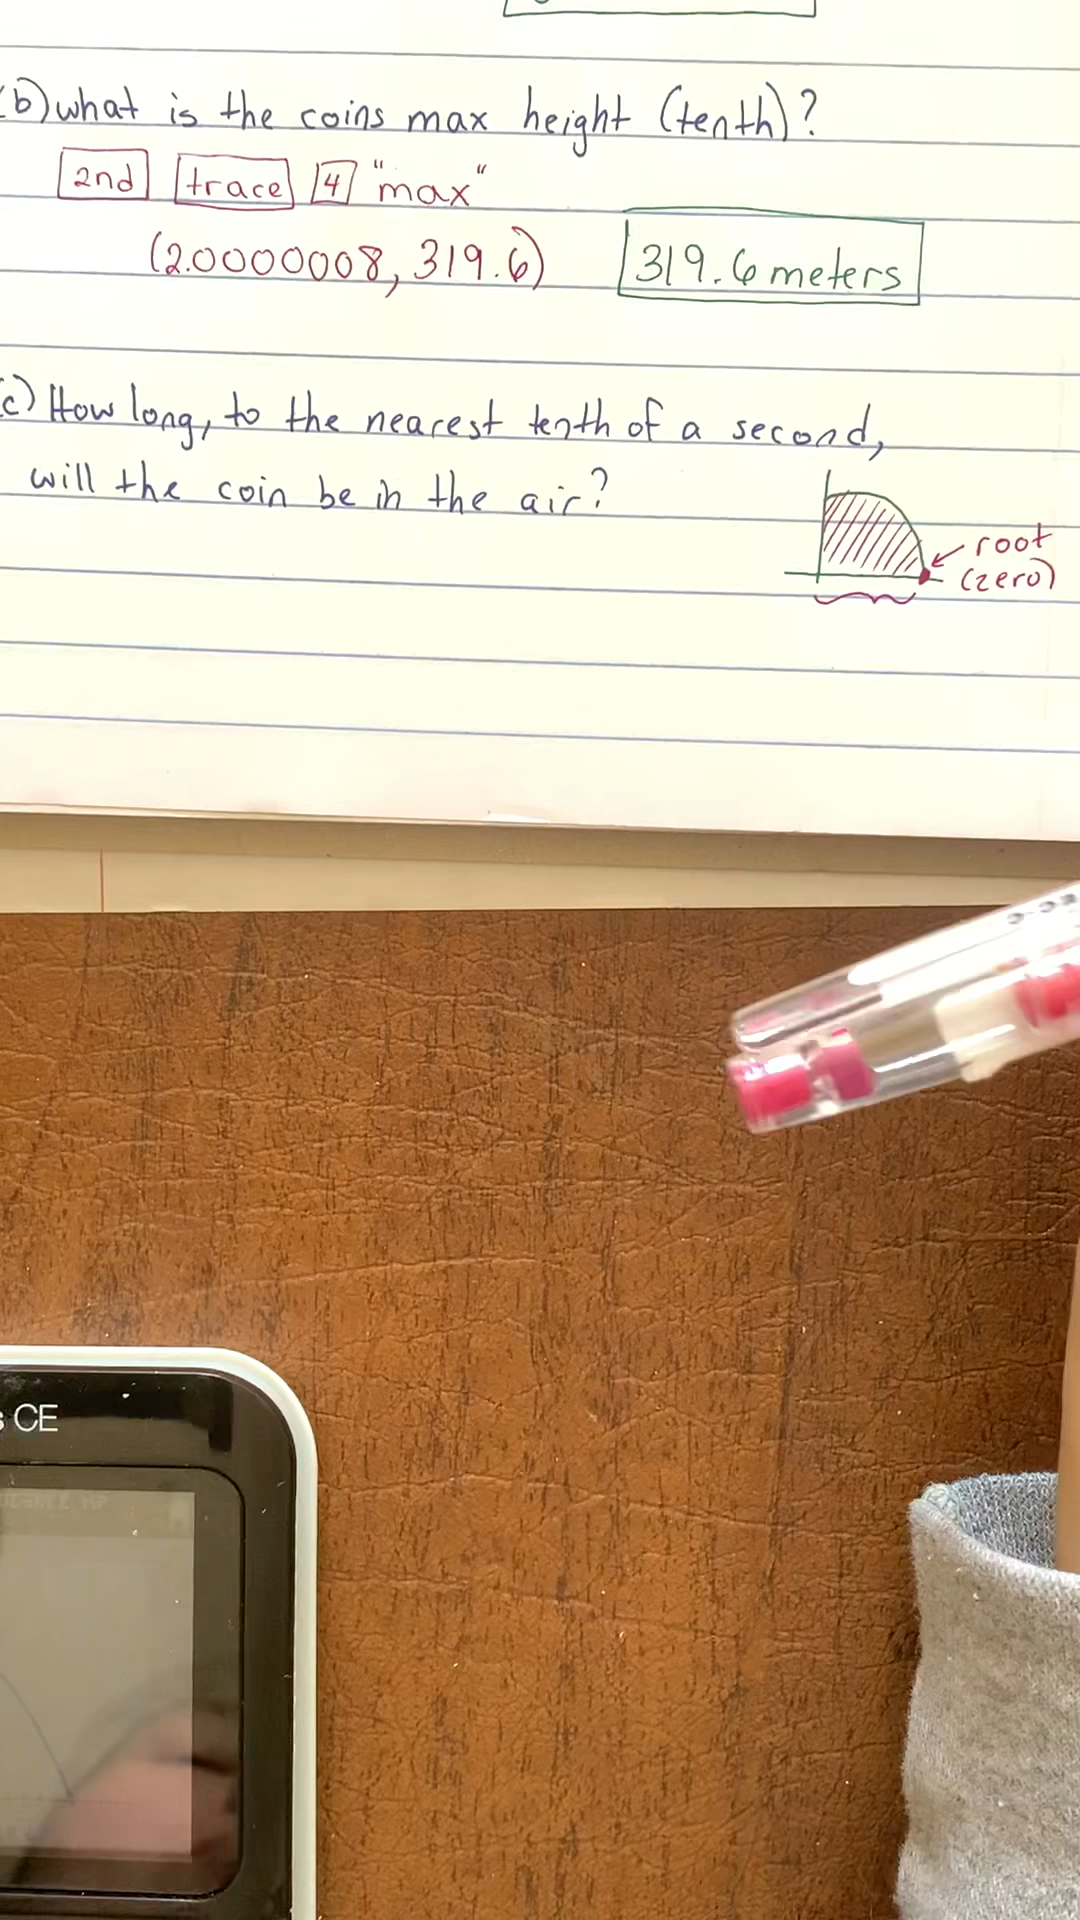 (b) what is the coins max height (tenth)?
2nd trace 4 "max"
(2.0000008, 319.6) 319.6 meters
c) How long, to the nearest tenth of a second,
will the coin be in the air?
root
(zero)
CE